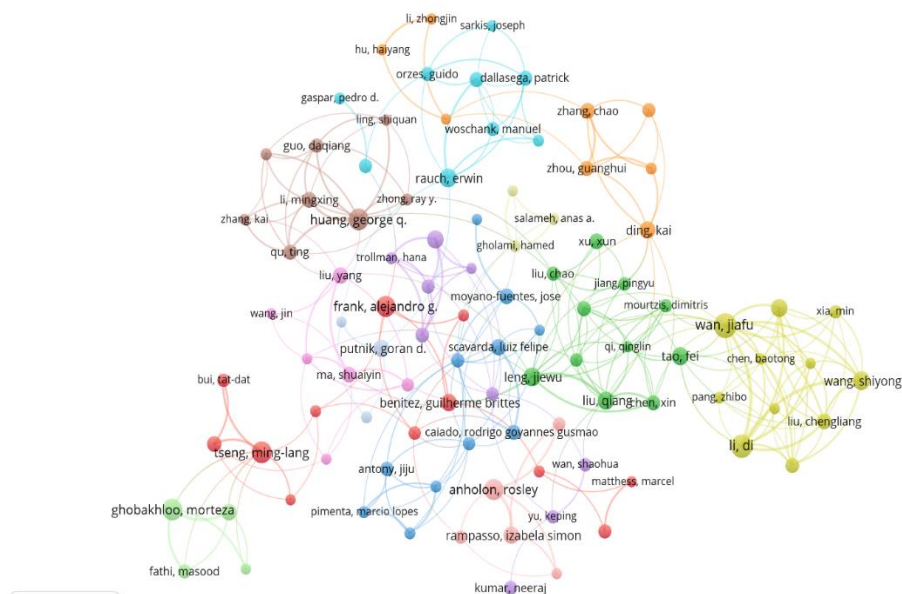 li, zhongjin
sarkis, joseph
hu, haiyang
orzes, guido
dallasega, patrick
gaspar, pedro d.
ling, shiquan
zhang, chao
woschank, manuel
guo, daqiang
zhou, guanghui
rauch, erwin
li, mingxing
zhong, ray y.
zhang, kai
huang, george q.
salameh, anas a.
ding, kai
qu, ting
gholami, hamed
xu, xun
trollman, hana
liu, yang
liu, chao
jiang, pingyu
moyano-fuentes, jose
frank, alejandro g.
mourtzis, dimitris
xia, min
wang, jin
wan, jiafu
putnik, goran d.
scavarda, luiz felipe
qi, qinglin
tao, fei
chen, baotong
ma, shuaiyin
leng, jiewu
wang, shiyong
bui, tat-dat
benitez, guilherme brittes
liu, qiang
chen, xin
pang, zhibo
liu, chengliang
caiado, rodrigo goyannes gusmao
li, di
tseng, ming-lang
antony, jiju
wan, shaohua
matthess, marcel
anholon, rosley
ghobakhloo, morteza
pimenta, marcio lopes
yu, keping
rampasso, izabela simon
fathi, masood
kumar, neeraj